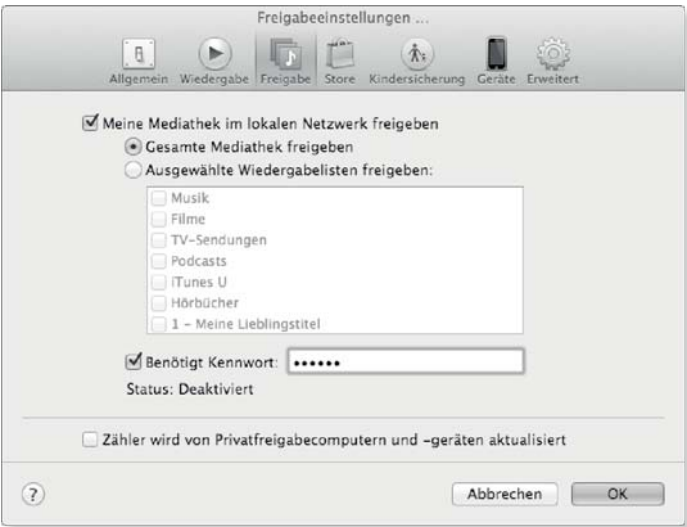 Freigabeeinstellungen ...
Allgemein Wiedergabe Freigabe Store Kindersicherung Geräte Erweitert
Meine Mediathek im lokalen Netzwerk freigeben
Gesamte Mediathek freigeben
Ausgewählte Wiedergabelisten freigeben:
Musik
Filme
TV-Sendungen
Podcasts
iTunes U
Hörbücher
1 – Meine Lieblingstitel
Benötigt Kennwort: ••••••
Status: Deaktiviert
Zähler wird von Privatfreigabecomputern und –geräten aktualisiert
? Abbrechen OK